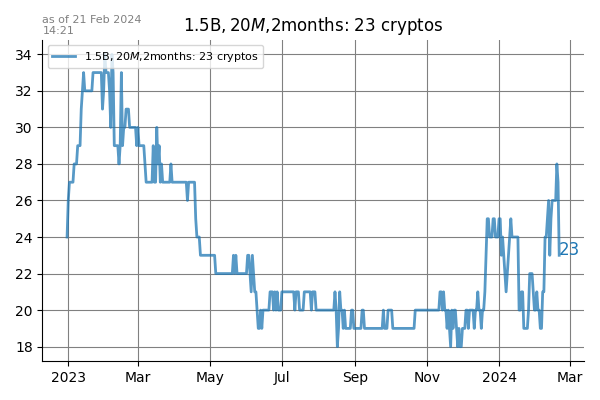 as of 21 Feb 2024
14:21
1.5B, 20M,2months: 23 cryptos
1.5B, 20M,2months: 23 cryptos
34
32
30
28
26
24
22
20
18
23
2023 Mar May Jul Sep Nov 2024 Mar